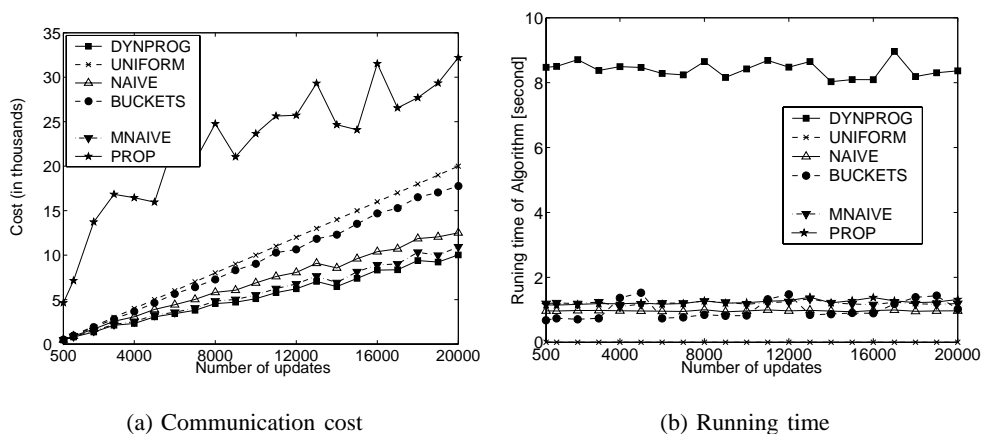 35
30
25
20
15
10
5
0
Cost (in thousands)
DYNPROG
UNIFORM
NAIVE
BUCKETS
MNAIVE
PROP
500 4000 8000 12000 16000 20000
Number of updates
(a) Communication cost
10
8
6
4
2
0
Running time of Algorithm [second]
DYNPROG
UNIFORM
NAIVE
BUCKETS
MNAIVE
PROP
500 4000 8000 12000 16000 20000
Number of updates
(b) Running time